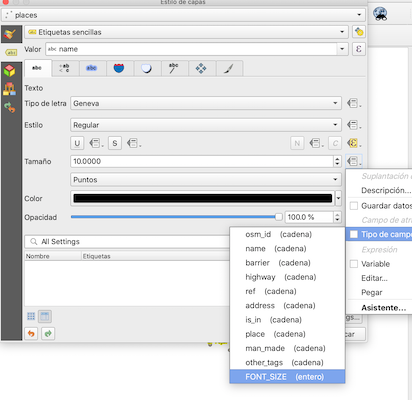 Estilo de capas
places
Etiquetas sencillas
Valor abc name
ε
abc
Texto
Tipo de letra Geneva
Estilo Regular
U S N C
Tamaño 10.0000
Puntos
Color
Opacidad 100.0 %
All Settings
Nombre Etiquetas
Suplantación
Descripción...
Guardar datos
Campo de
Tipo de campo
Expresión
Variable
Editar...
Pegar
Asistente...
osm_id (cadena)
name (cadena)
barrier (cadena)
highway (cadena)
ref (cadena)
address (cadena)
is_in (cadena)
place (cadena)
man_made (cadena)
other_tags (cadena)
FONT_SIZE (entero)